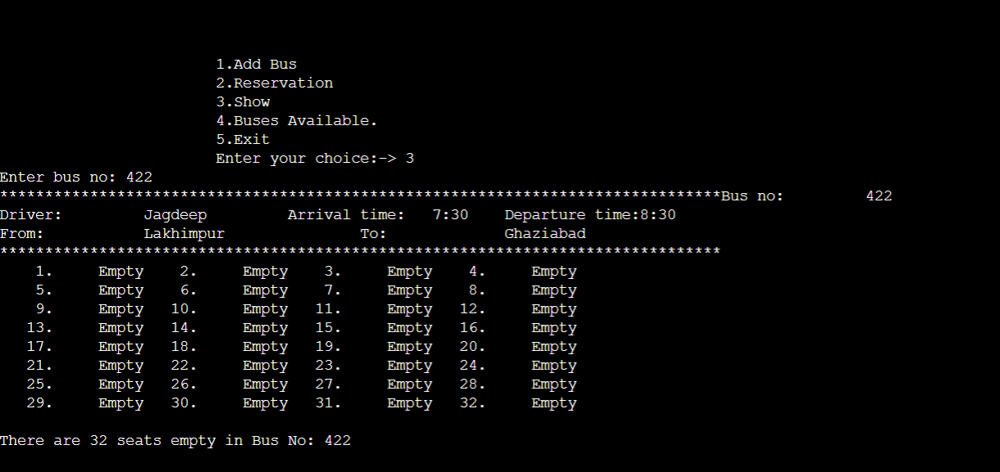 1.Add Bus
2.Reservation
3.Show
4.Buses Available.
5.Exit
Enter your choice:-> 3
Enter bus no: 422
********************************************************************************Bus no: 422
Driver: Jagdeep Arrival time: 7:30 Departure time:8:30
From: Lakhimpur To: Ghaziabad
********************************************************************************
1. Empty 2. Empty 3. Empty 4. Empty
5. Empty 6. Empty 7. Empty 8. Empty
9. Empty 10. Empty 11. Empty 12. Empty
13. Empty 14. Empty 15. Empty 16. Empty
17. Empty 18. Empty 19. Empty 20. Empty
21. Empty 22. Empty 23. Empty 24. Empty
25. Empty 26. Empty 27. Empty 28. Empty
29. Empty 30. Empty 31. Empty 32. Empty
There are 32 seats empty in Bus No: 422